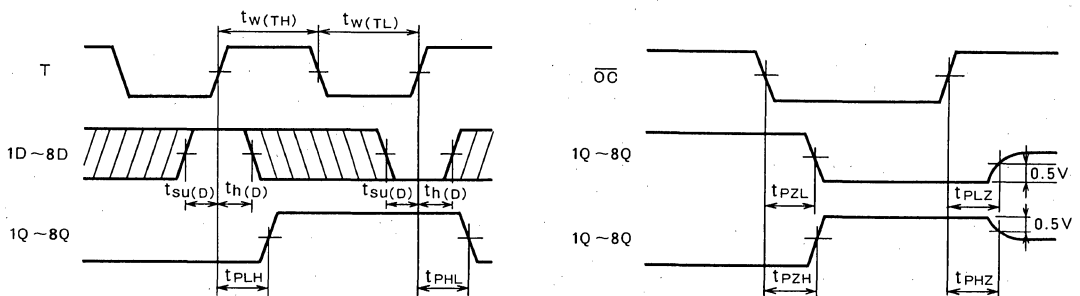 tw(TH)
tw(TL)
T
1D~8D
tsu(D)
th(D)
tsu(D)
th(D)
1Q~8Q
tPLH
tPHL
OC
1Q~8Q
tPZL
tPLZ
0.5V
1Q~8Q
0.5V
tPZH
tPHZ